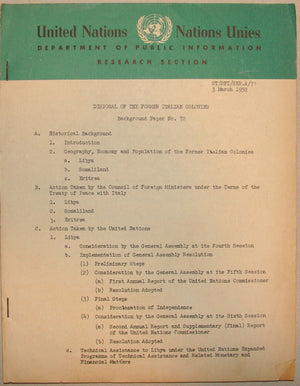 United Nations Nations Unies
DEPARTMENT OF PUBLIC INFORMATION
RESEARCH SECTION
3 March 1952
DISPOSAL OF THE FORMER ITALIAN COLONIES
Background Paper No. 70
A. Historical Background
1. Introduction
2. Geography, Economy and Population of the Former Italian Colonies
a. Libya
b. Somaliland
c. Eritrea
B. Action Taken by the Council of Foreign Ministers under the Terms of the
Treaty of Peace with Italy
1. Libya
2. Somaliland
3. Eritrea
C. Action Taken by the United Nations
1. Libya
a. Consideration by the General Assembly at its Fourth Session
b. Implementation of General Assembly Resolution
(1) Preliminary Steps
(2) Consideration by the General Assembly at its Fifth Session
(a) First Annual Report of the United Nations Commissioner
(b) Resolution Adopted
(3) Final Steps
(a) Proclamation of Independence
(4) Consideration by the General Assembly at its Sixth Session
(a) Second Annual Report and Supplementary (Final) Report
of the United Nations Commissioner
(b) Resolution Adopted
Technical Assistance to Libya under the United Nations Expanded
Programme of Technical Assistance and Related Monetary and
Financial Matters